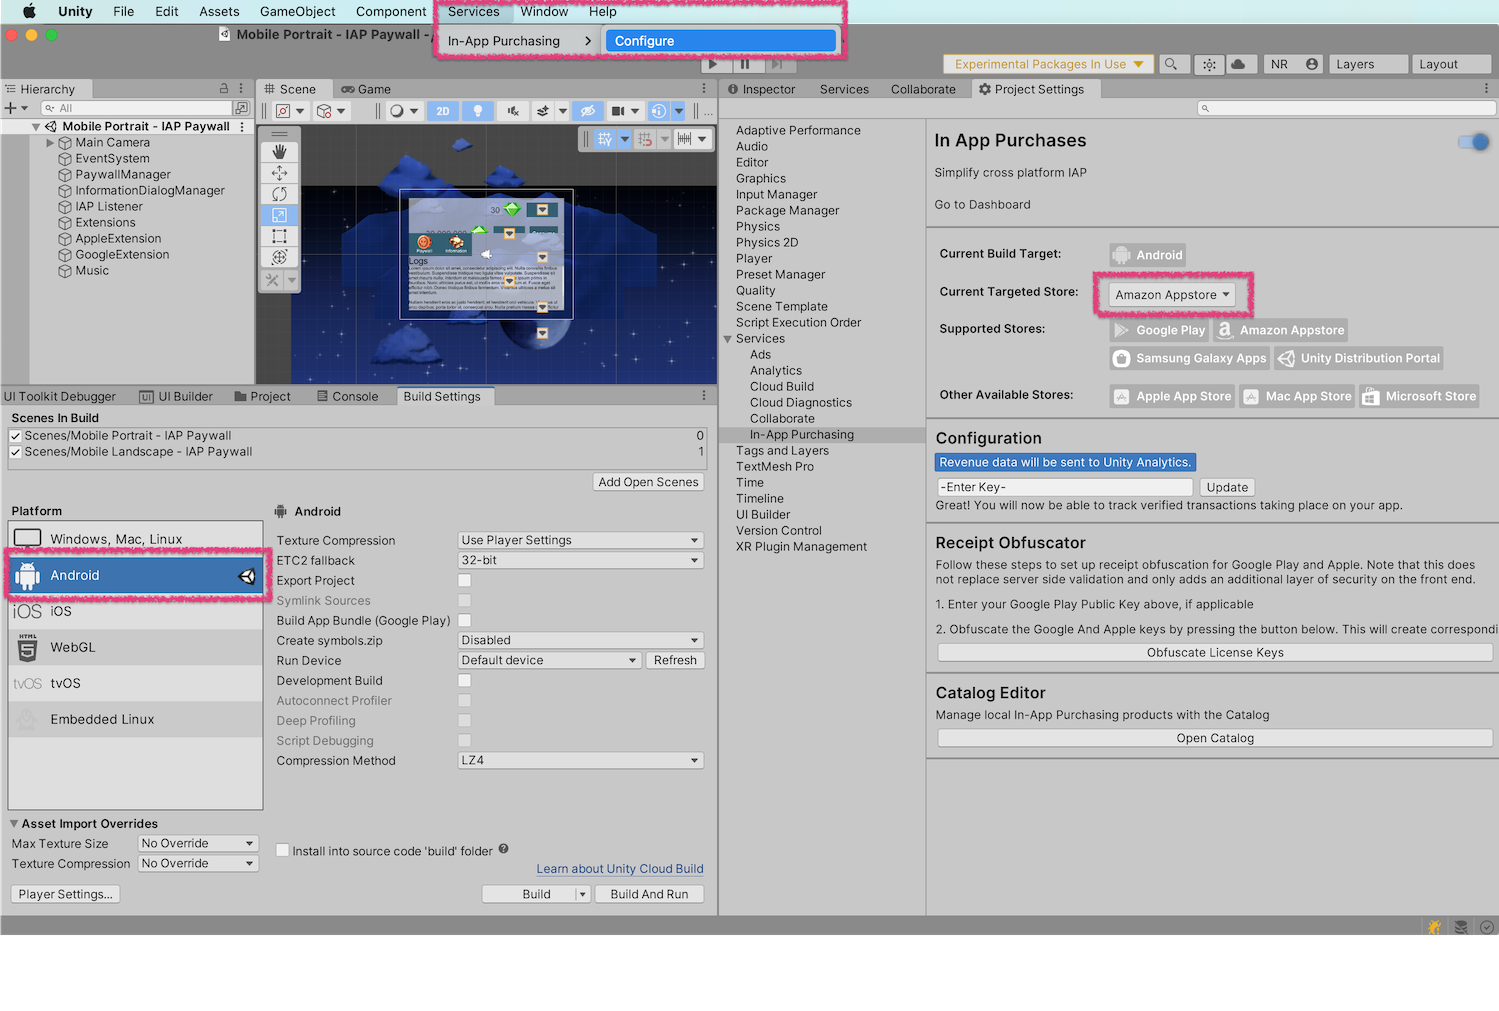 Unity File Edit Assets GameObject Component Services Window Help
Mobile Portrait - IAP Paywall -
In-App Purchasing
Configure
Experimental Packages In Use
NR
Layers
Layout
Hierarchy
Scene
Game
Inspector
Services
Collaborate
Project Settings
All
2D
Mobile Portrait - IAP Paywall
Main Camera
EventSystem
PaywallManager
InformationDialogManager
IAP Listener
Extensions
AppleExtension
GoogleExtension
Music
30
Paywall
Information
Logs
Adaptive Performance
Audio
Editor
Graphics
Input Manager
Package Manager
Physics
Physics 2D
Player
Preset Manager
Quality
Scene Template
Script Execution Order
Services
Ads
Analytics
Cloud Build
Cloud Diagnostics
Collaborate
In-App Purchasing
Tags and Layers
TextMesh Pro
Time
Timeline
UI Builder
Version Control
XR Plugin Management
In App Purchases
Simplify cross platform IAP
Go to Dashboard
Current Build Target: Android
Current Targeted Store: Amazon Appstore
Supported Stores: Google Play Amazon Appstore
Samsung Galaxy Apps Unity Distribution Portal
Other Available Stores: Apple App Store Mac App Store Microsoft Store
Configuration
Revenue data will be sent to Unity Analytics.
-Enter Key- Update
Great! You will now be able to track verified transactions taking place on your app.
Receipt Obfuscator
Follow these steps to set up receipt obfuscation for Google Play and Apple. Note that this does
not replace server side validation and only adds an additional layer of security on the front end.
1. Enter your Google Play Public Key above, if applicable
2. Obfuscate the Google And Apple keys by pressing the button below. This will create correspondi
Obfuscate License Keys
Catalog Editor
Manage local In-App Purchasing products with the Catalog
Open Catalog
UI Toolkit Debugger
UI Builder
Project
Console
Build Settings
Scenes In Build
Scenes/Mobile Portrait - IAP Paywall 0
Scenes/Mobile Landscape - IAP Paywall 1
Add Open Scenes
Platform
Windows, Mac, Linux
Android
iOS iOS
HTML
5
WebGL
tvOS tvOS
Embedded Linux
Android
Texture Compression Use Player Settings
ETC2 fallback 32-bit
Export Project
Symlink Sources
Build App Bundle (Google Play)
Create symbols.zip Disabled
Run Device Default device Refresh
Development Build
Autoconnect Profiler
Deep Profiling
Script Debugging
Compression Method LZ4
Asset Import Overrides
Max Texture Size No Override
Texture Compression No Override
Install into source code 'build' folder
Learn about Unity Cloud Build
Player Settings...
Build
Build And Run